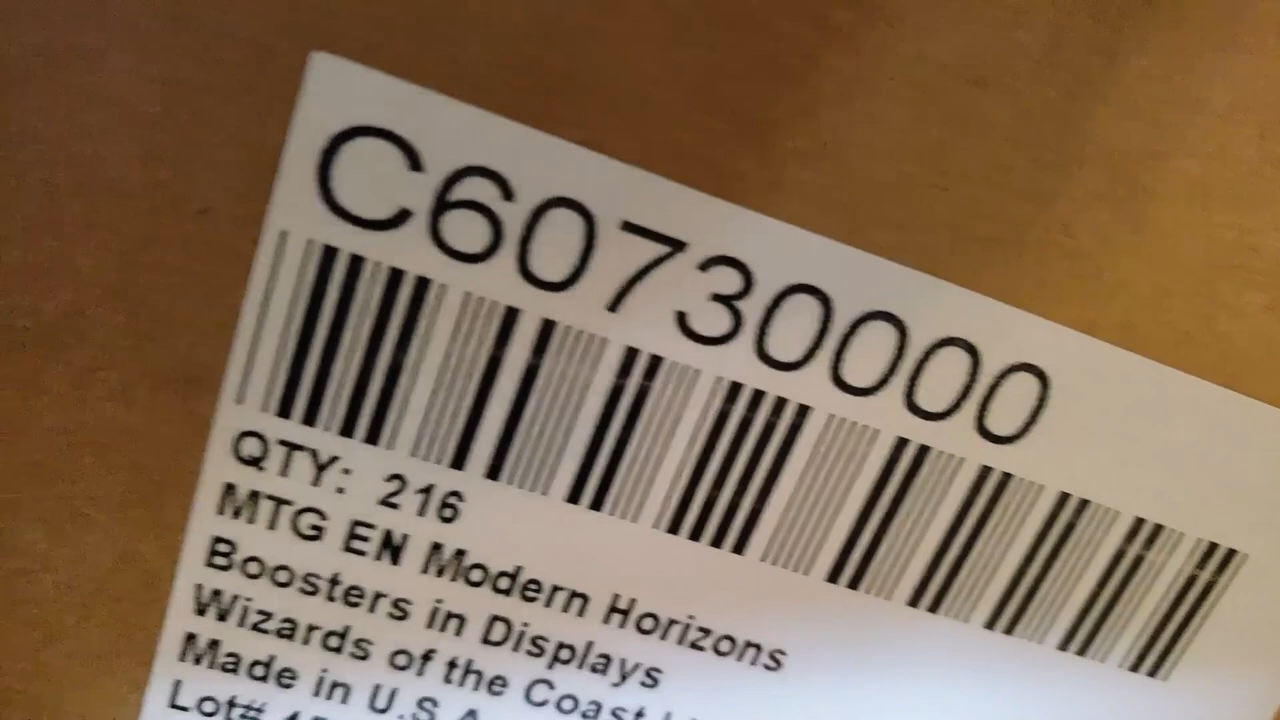 C60730000
QTY: 216
MTG EN Modern Horizons
Boosters in Displays
Wizards of the Coast
Made in U.S.A
Lot#